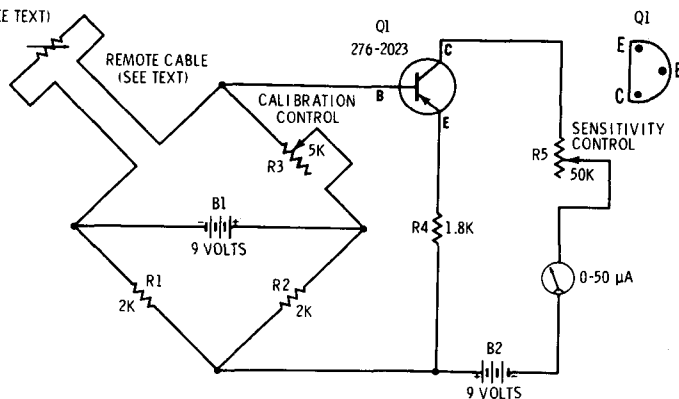 EE TEXT)
REMOTE CABLE
(SEE TEXT)
Q1
276-2023
C
B
E
CALIBRATION
CONTROL
5K
R3
B1
- +
9 VOLTS
R1
2K
R2
2K
R4 1.8K
Q1
E
B
C
SENSITIVITY
CONTROL
R5
50K
0-50 μA
B2
+ -
9 VOLTS